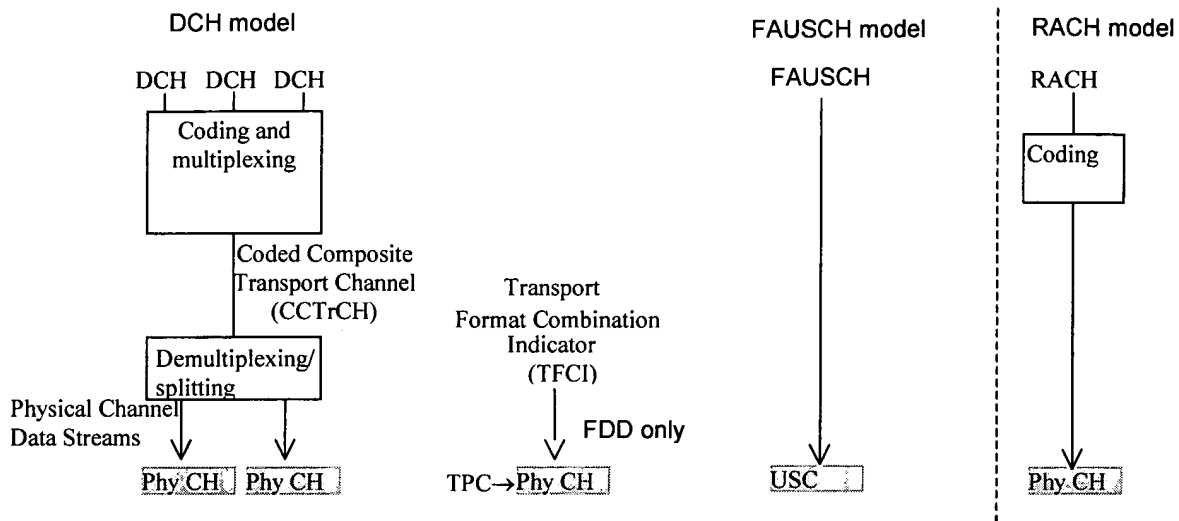 DCH model
FAUSCH model
RACH model
DCH DCH DCH
FAUSCH
RACH
Coding and
multiplexing
Coding
Coded Composite
Transport Channel
(CCTrCH)
Transport
Format Combination
Indicator
(TFCI)
Demultiplexing/
splitting
Physical Channel
Data Streams
FDD only
Phy CH
Phy CH
TPC→Phy CH
USC
Phy CH